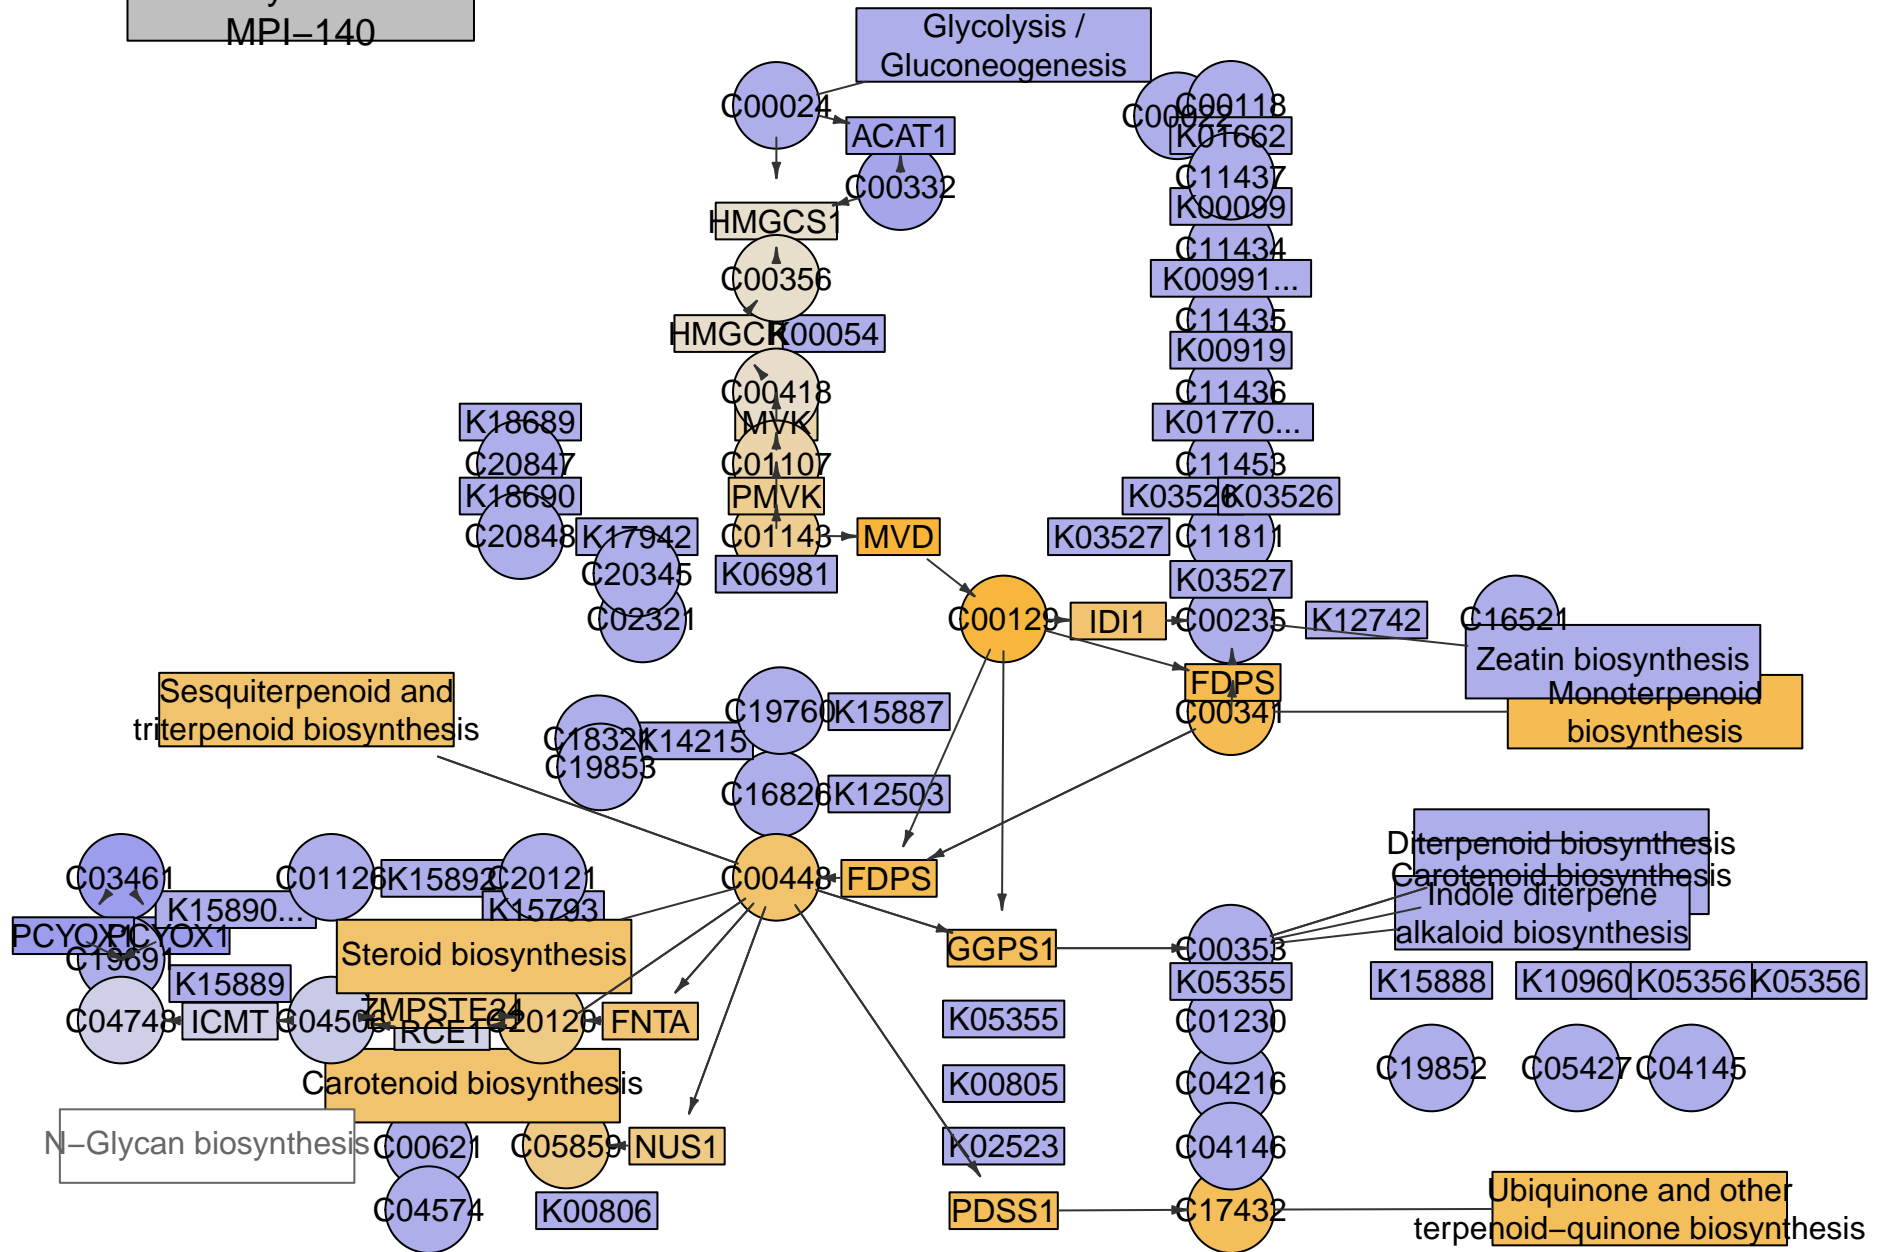 MPI−140
Glycolysis /
Gluconeogenesis
C00024
C00022
C00118
ACAT1
K01662
C00332
C11437
HMGCS1
K00099
C00356
C11434
K00991...
HMGCR
K00054
C11435
K00919
C00418
C11436
K18689
MVK
K01770...
C20847
C01107
C11453
K18690
PMVK
K03526
K03526
C20848
K17942
C01143
MVD
K03527
C11811
C20345
K06981
K03527
C02321
C00129
IDI1
C00235
K12742
C16521
Zeatin biosynthesis
Sesquiterpenoid and
triterpenoid biosynthesis
FDPS
Monoterpenoid
biosynthesis
C19760
K15887
C00341
C18321
K14215
C19853
C16826
K12503
Diterpenoid biosynthesis
Carotenoid biosynthesis
Indole diterpene
alkaloid biosynthesis
C03461
C01126
K15892
C20121
C00448
FDPS
K15890...
K15793
PCYOX1
PCYOX1
C19691
Steroid biosynthesis
GGPS1
C00353
K15889
K05355
K15888
K10960
K05356
K05356
C04748
ICMT
C04506
ZMPSTE24
RCE1
C20120
FNTA
K05355
C01230
C19852
C05427
C04145
Carotenoid biosynthesis
K00805
C04216
N−Glycan biosynthesis
C00621
C05859
NUS1
K02523
C04146
C04574
K00806
PDSS1
C17432
Ubiquinone and other
terpenoid−quinone biosynthesis